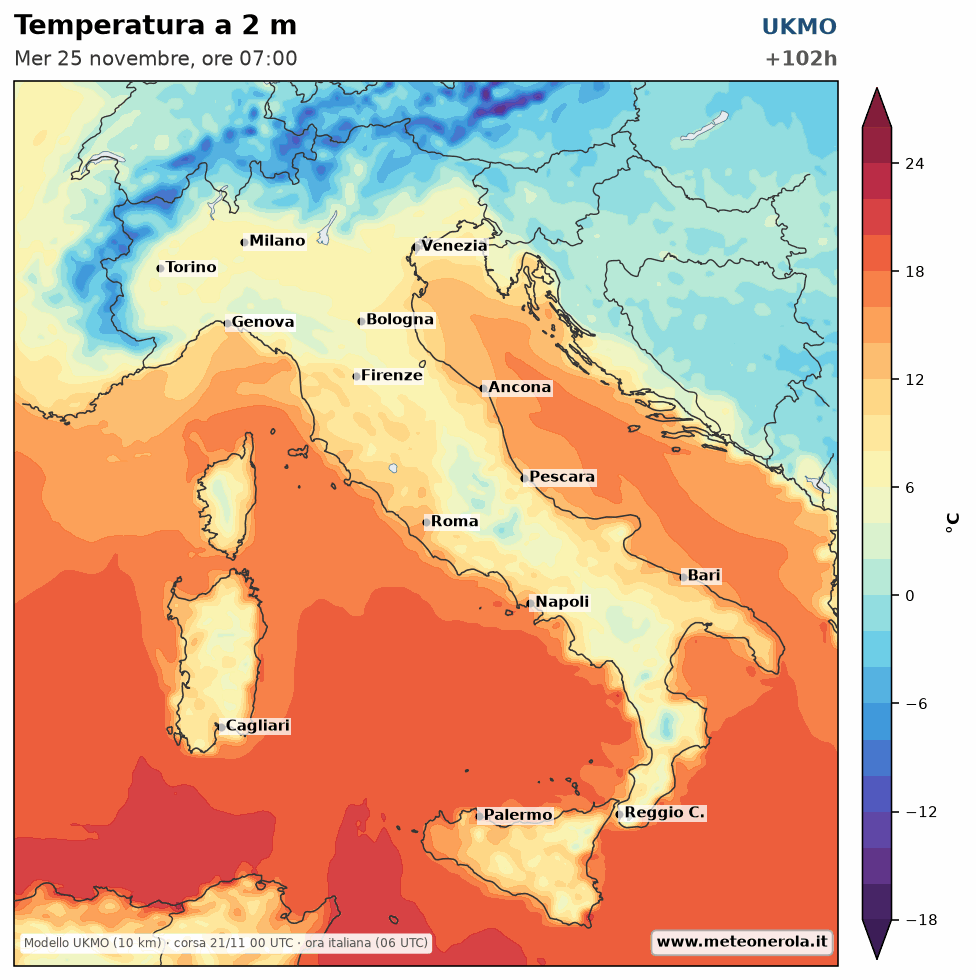 Temperatura a 2 m
UKMO
Mer 25 novembre, ore 07:00
+102h
Milano
Venezia
Torino
Genova
Bologna
Firenze
Ancona
Pescara
Roma
Bari
Napoli
Cagliari
Palermo
Reggio C.
24
18
12
6
0
−6
−12
−18
°C
Modello UKMO (10 km) · corsa 21/11 00 UTC · ora italiana (06 UTC)
www.meteonerola.it